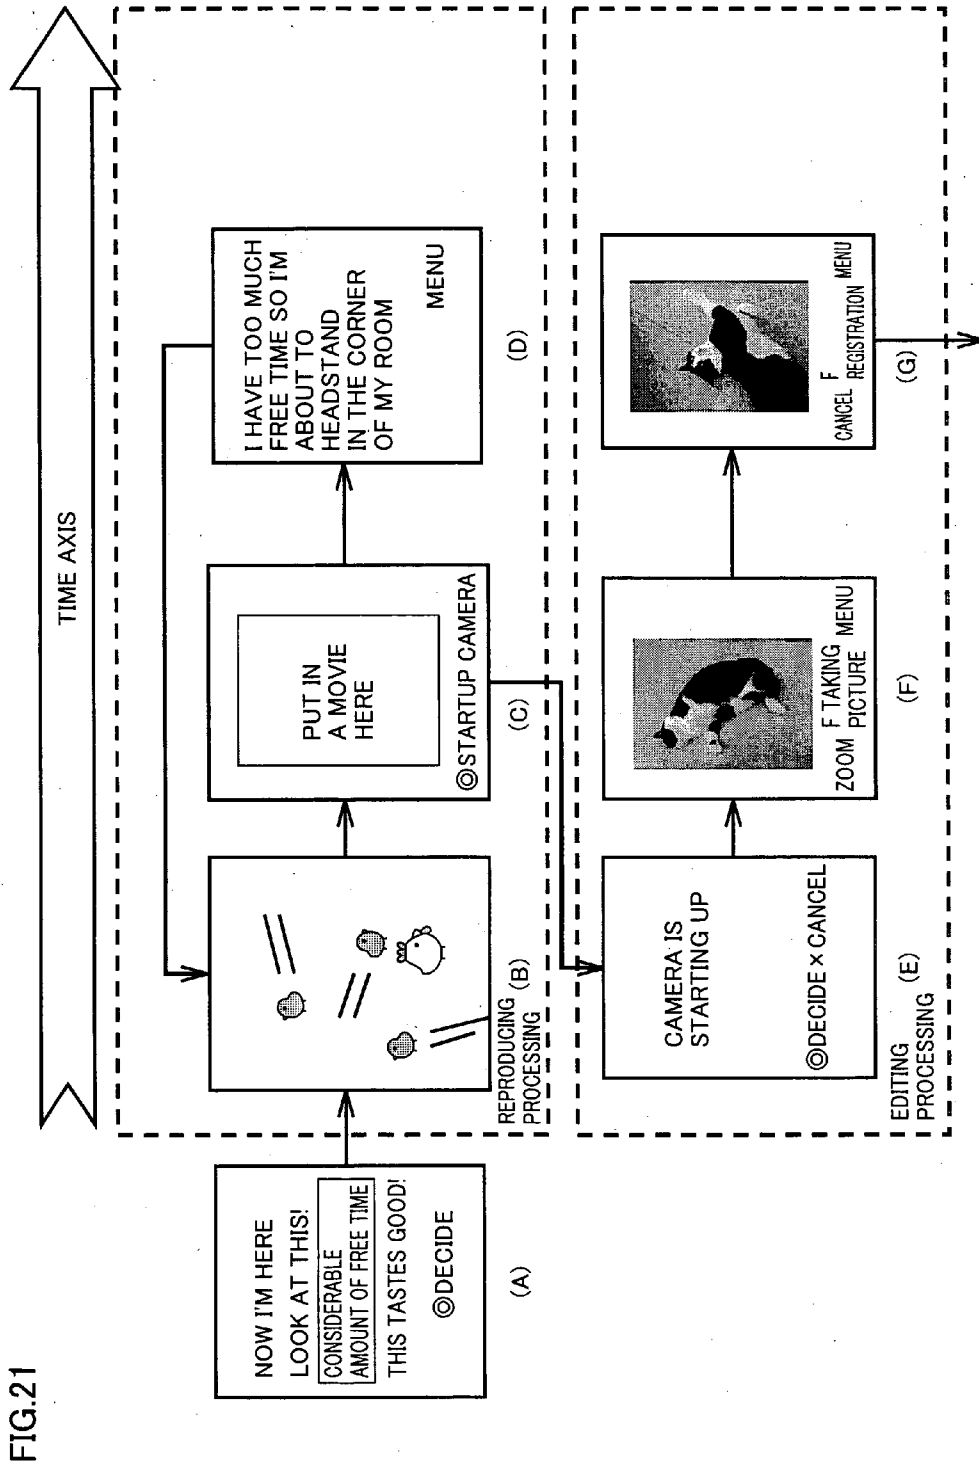 FIG.21
TIME AXIS
NOW I'M HERE
LOOK AT THIS!
CONSIDERABLE
AMOUNT OF FREE TIME
THIS TASTES GOOD!
◎DECIDE
(A)
REPRODUCING
PROCESSING
(B)
PUT IN
A MOVIE
HERE
◎STARTUP CAMERA
(C)
I HAVE TOO MUCH
FREE TIME SO I'M
ABOUT TO
HEADSTAND
IN THE CORNER
OF MY ROOM
MENU
(D)
EDITING
PROCESSING
CAMERA IS
STARTING UP
◎DECIDE × CANCEL
(E)
ZOOM F TAKING
PICTURE MENU
(F)
CANCEL F
REGISTRATION MENU
(G)